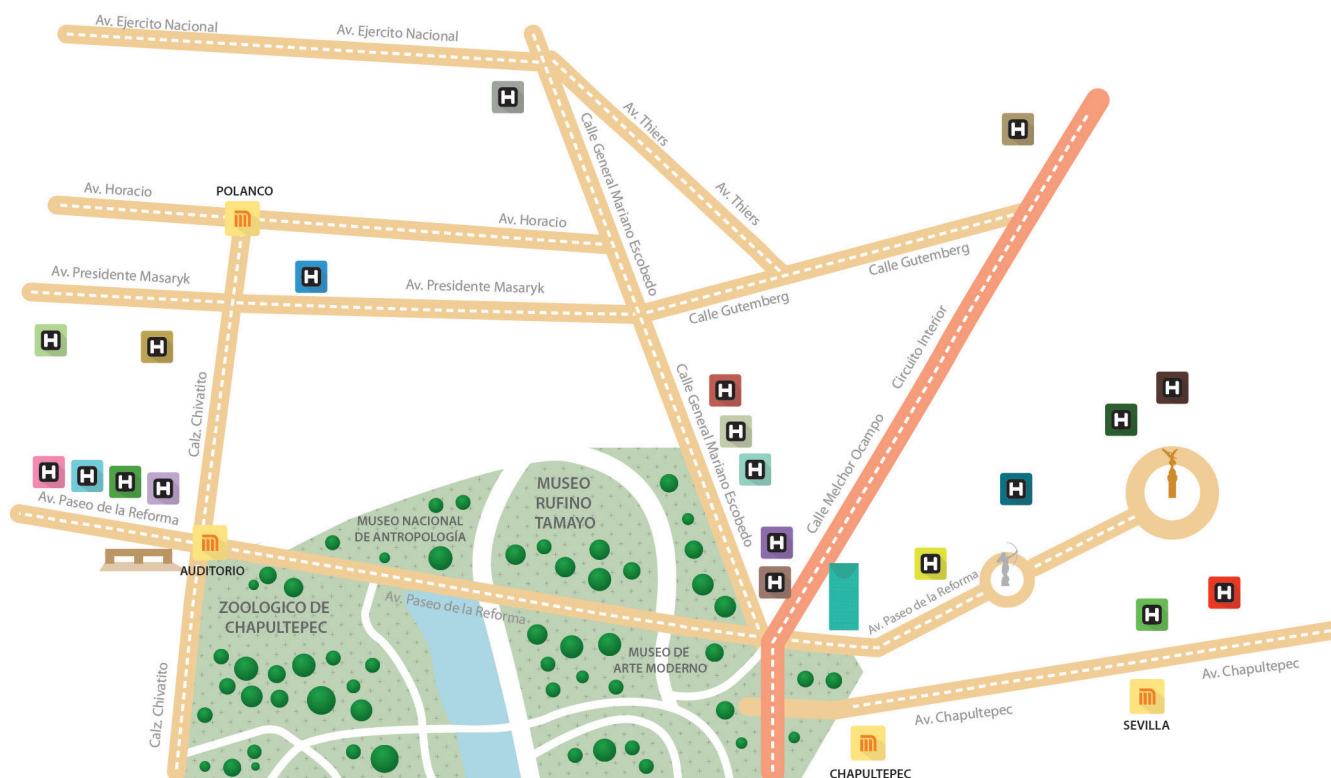 Av. Ejercito Nacional
Av. Ejercito Nacional
H
Av. Thiers
H
Calle General Mariano Escobedo
Av. Horacio
POLANCO
Av. Horacio
Av. Thiers
Calle Gutemberg
Av. Presidente Masaryk
H
Av. Presidente Masaryk
Calle Gutemberg
H
H
Calz. Chivatito
Calle General Mariano Escobedo
Circuito Interior
H
H
H
H
H
Calle Melchor Ocampo
H
H
H
H
Av. Paseo de la Reforma
MUSEO
RUFINO
TAMAYO
H
MUSEO NACIONAL
DE ANTROPOLOGÍA
AUDITORIO
H
H
H
ZOOLOGICO DE
CHAPULTEPEC
Av. Paseo de la Reforma
Av. Paseo de la Reforma
H
H
MUSEO DE
ARTE MODERNO
Calz. Chivatito
Av. Chapultepec
Av. Chapultepec
SEVILLA
CHAPULTEPEC